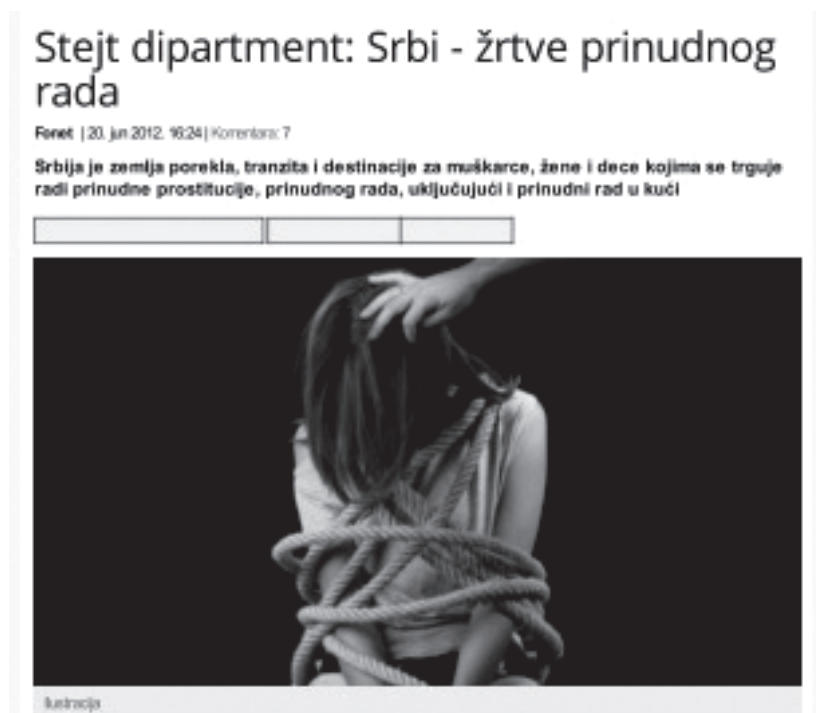 Stejt dipartment: Srbi - žrtve prinudnog
rada
Fonet | 20. jun 2012. 16:24 | Komentara: 7
Srbija je zemlja porekla, tranzita i destinacije za muškarce, žene i dece kojima se trguje
radi prinudne prostitucije, prinudnog rada, uključujući i prinudni rad u kući
Ilustracija